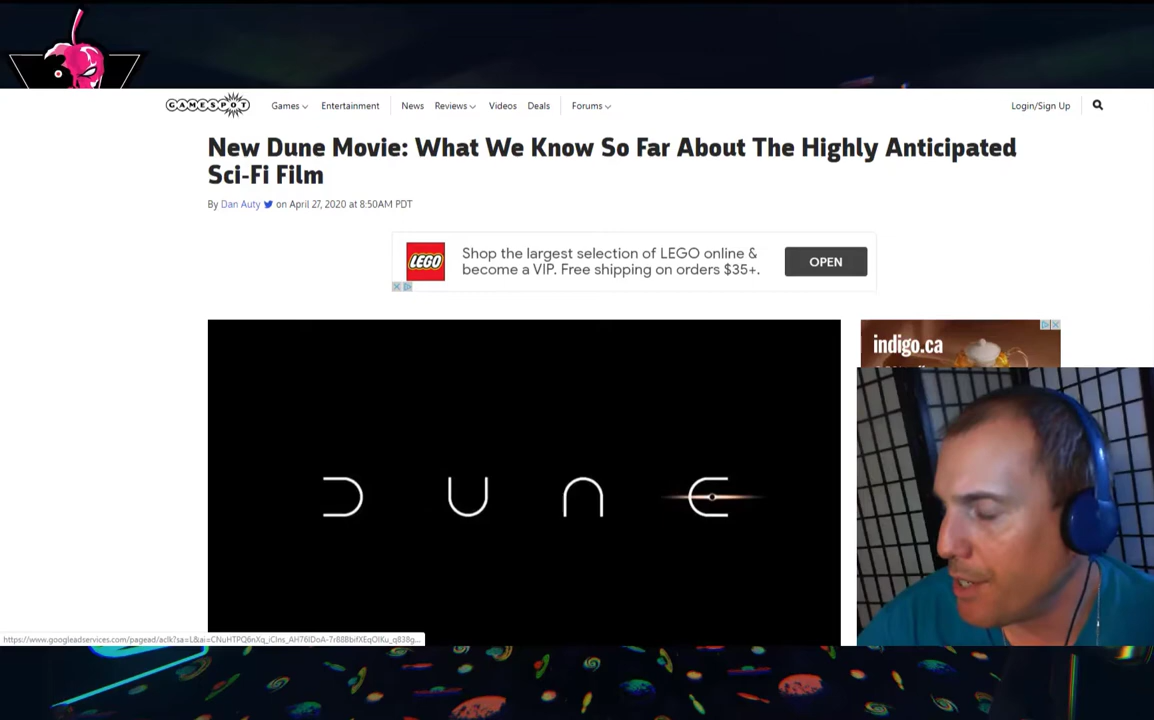 GAMESPOT
Games Entertainment News Reviews Videos Deals Forums Login/Sign Up
New Dune Movie: What We Know So Far About The Highly Anticipated
Sci-Fi Film
By Dan Auty on April 27, 2020 at 8:50AM PDT
LEGO
Shop the largest selection of LEGO online &
become a VIP. Free shipping on orders $35+.
OPEN
indigo.ca
DUNE